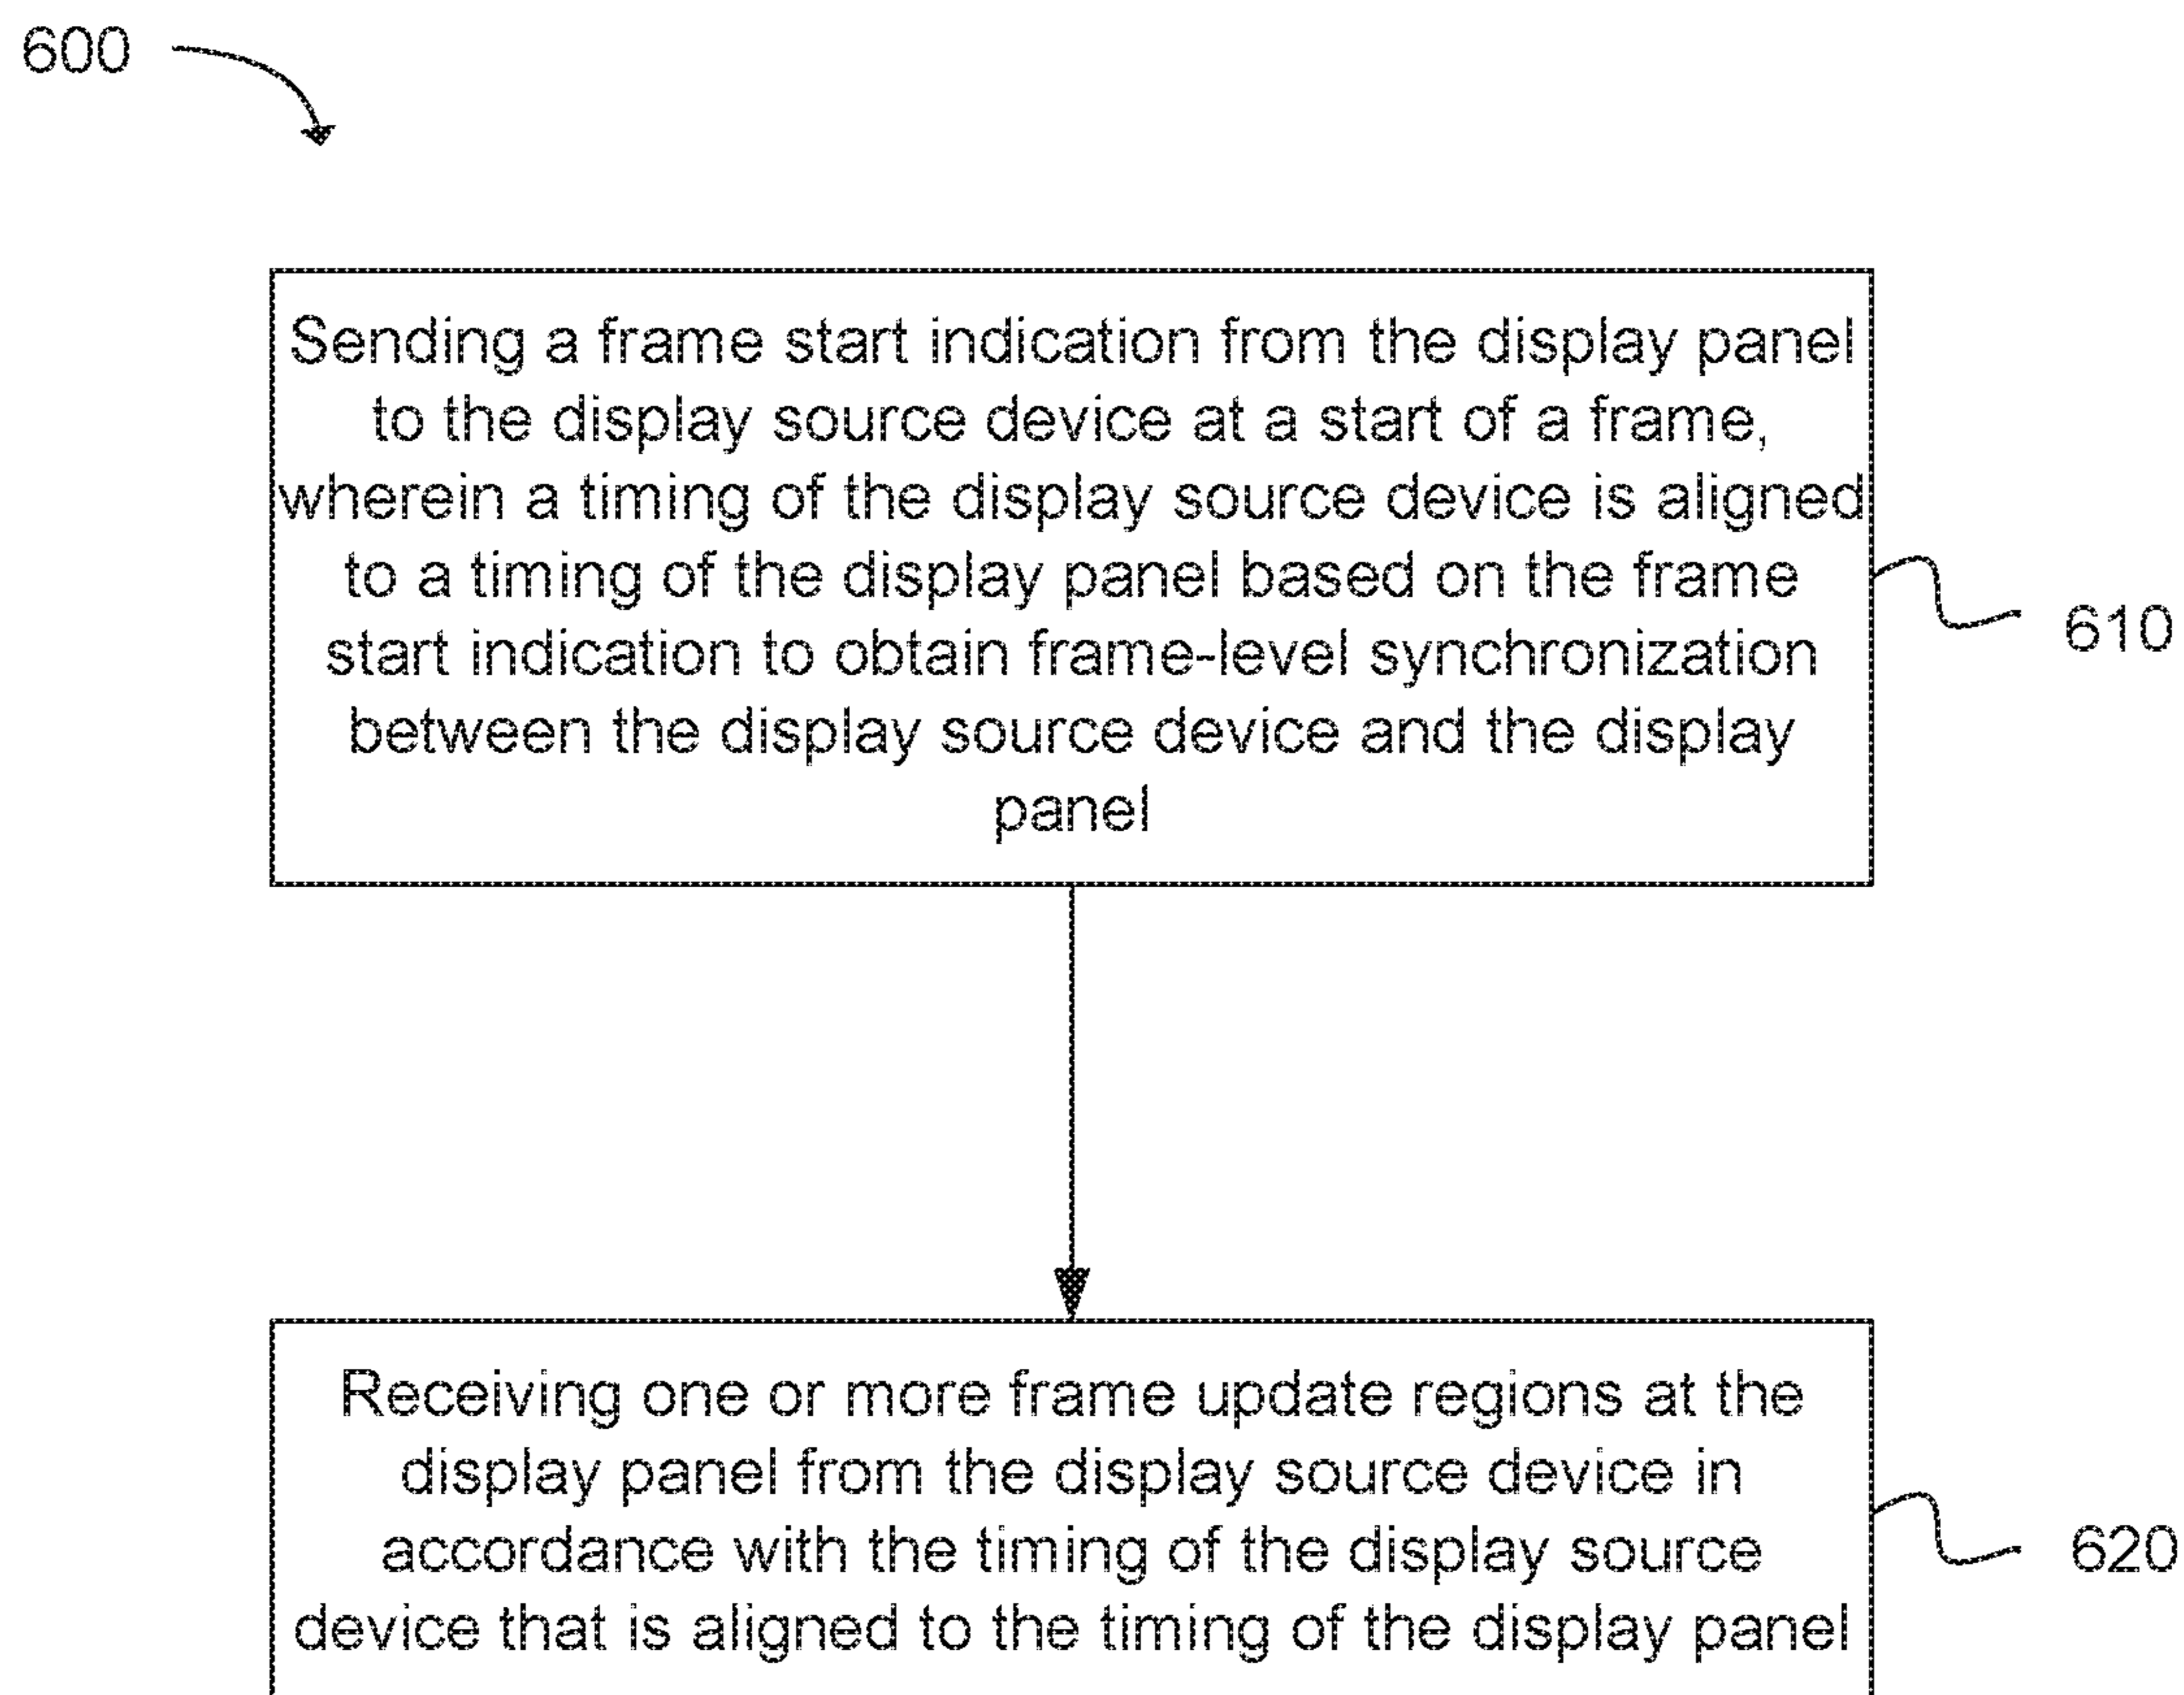 600
Sending a frame start indication from the display panel
to the display source device at a start of a frame,
wherein a timing of the display source device is aligned
to a timing of the display panel based on the frame
start indication to obtain frame-level synchronization
between the display source device and the display
panel
610
Receiving one or more frame update regions at the
display panel from the display source device in
accordance with the timing of the display source
device that is aligned to the timing of the display panel
620